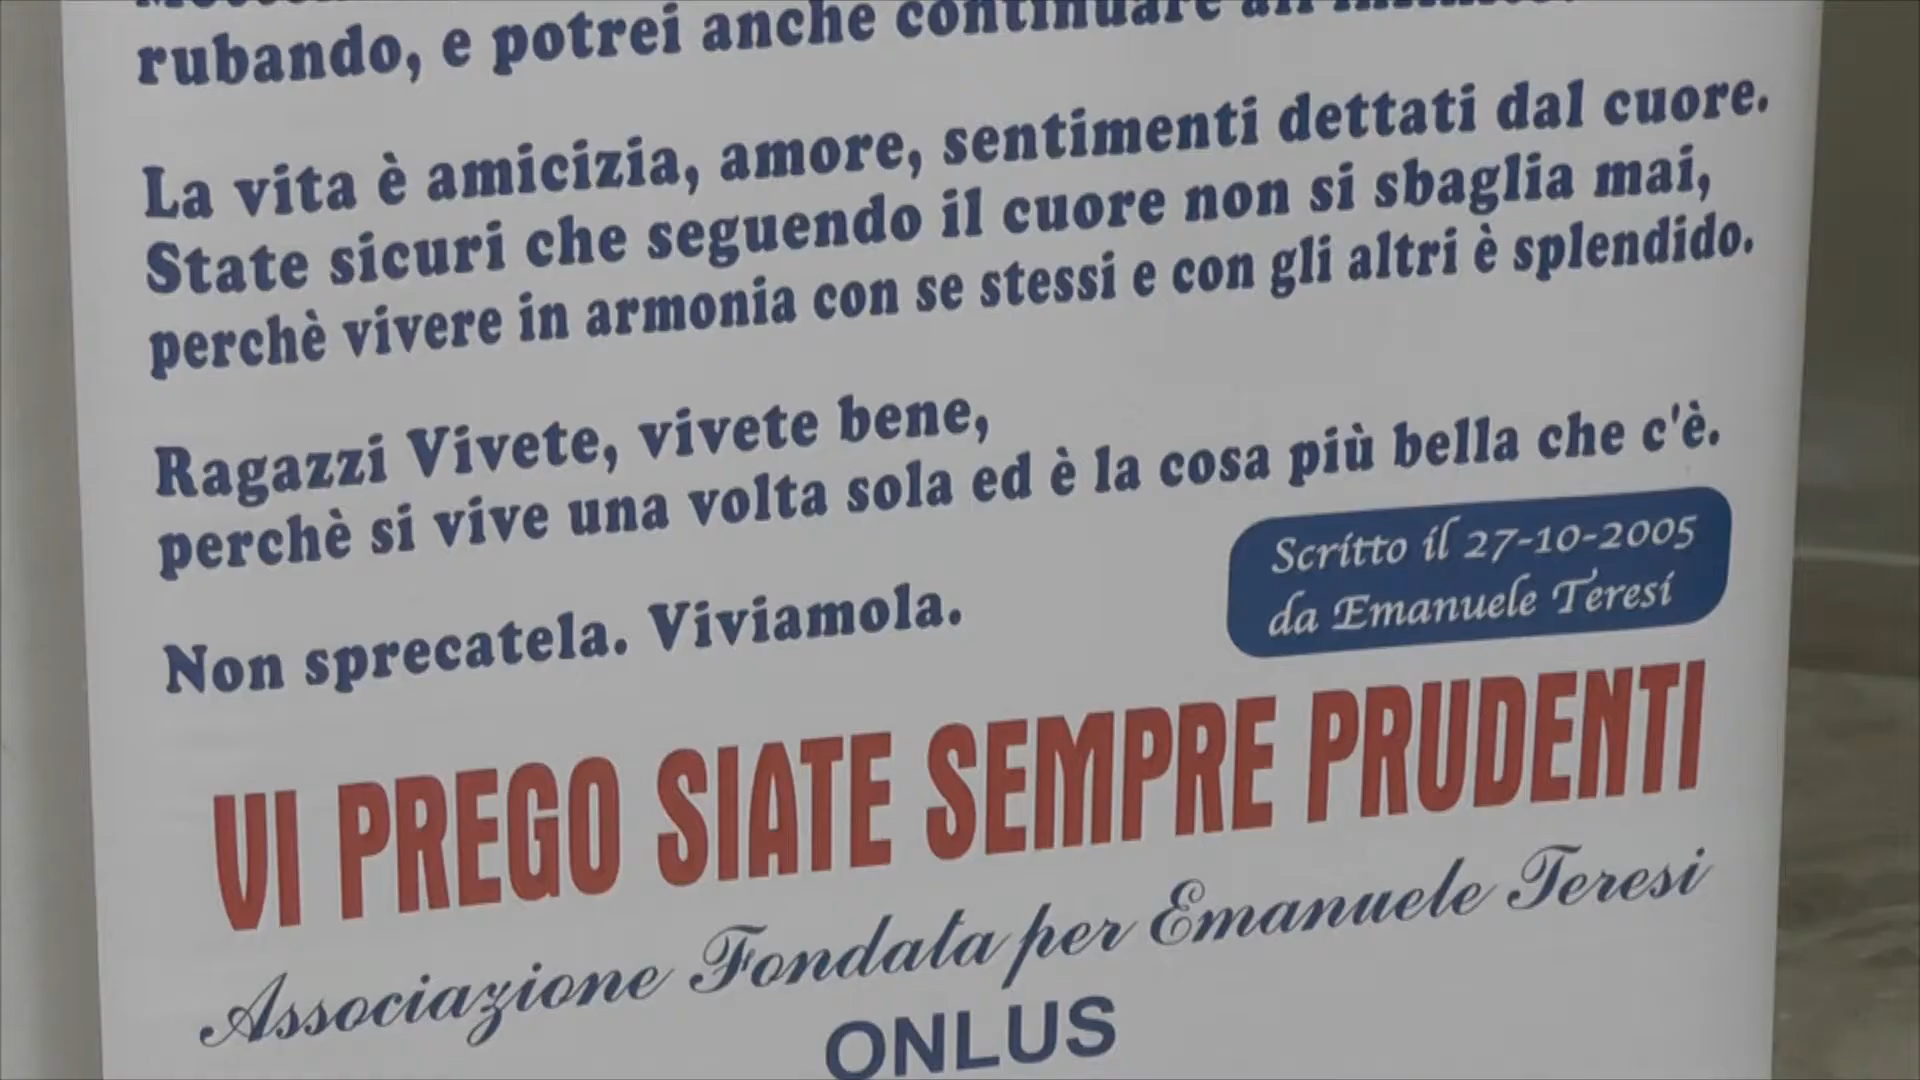 rubando, e potrei anche continuare all'infinito.
La vita è amicizia, amore, sentimenti dettati dal cuore.
State sicuri che seguendo il cuore non si sbaglia mai,
perchè vivere in armonia con se stessi e con gli altri è splendido.
Ragazzi Vivete, vivete bene,
perchè si vive una volta sola ed è la cosa più bella che c'è.
Non sprecatela. Viviamola.
Scritto il 27-10-2005
da Emanuele Teresi
VI PREGO SIATE SEMPRE PRUDENTI
Associazione Fondata per Emanuele Teresi
ONLUS